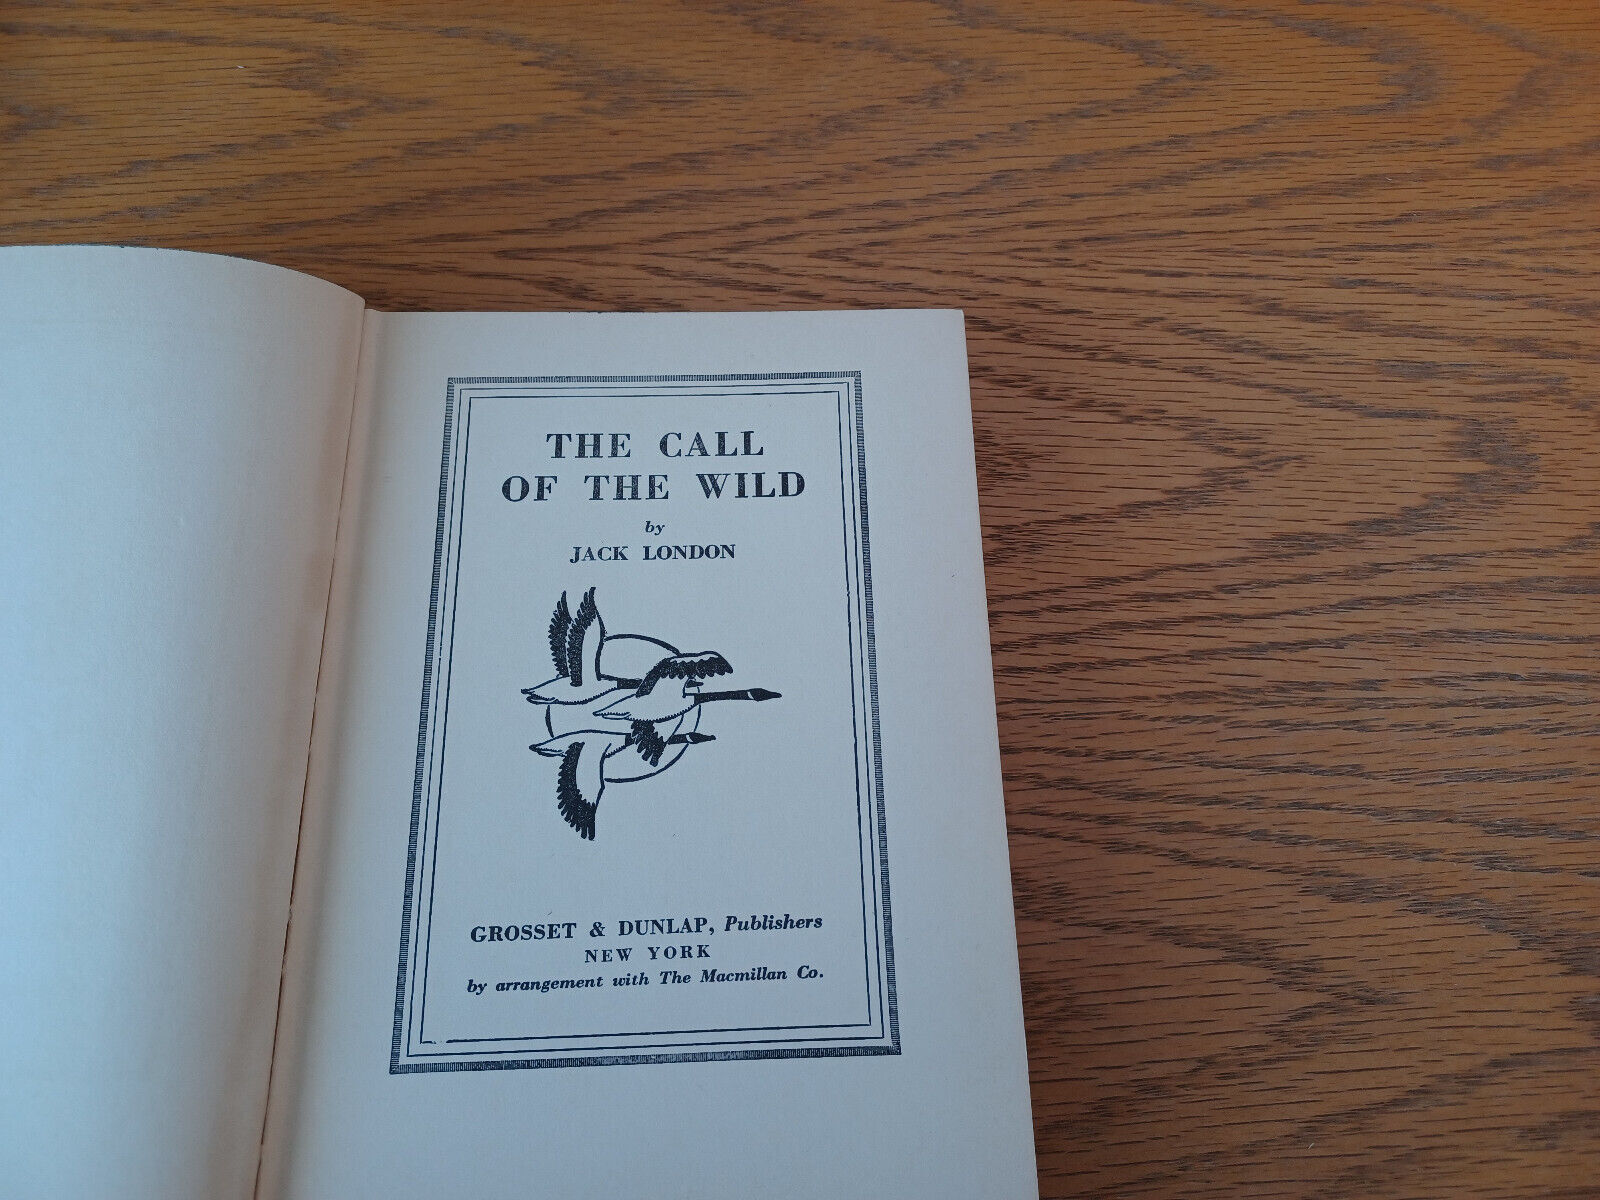 THE CALL
OF THE WILD
by
JACK LONDON
GROSSET & DUNLAP, Publishers
NEW YORK
by arrangement with The Macmillan Co.